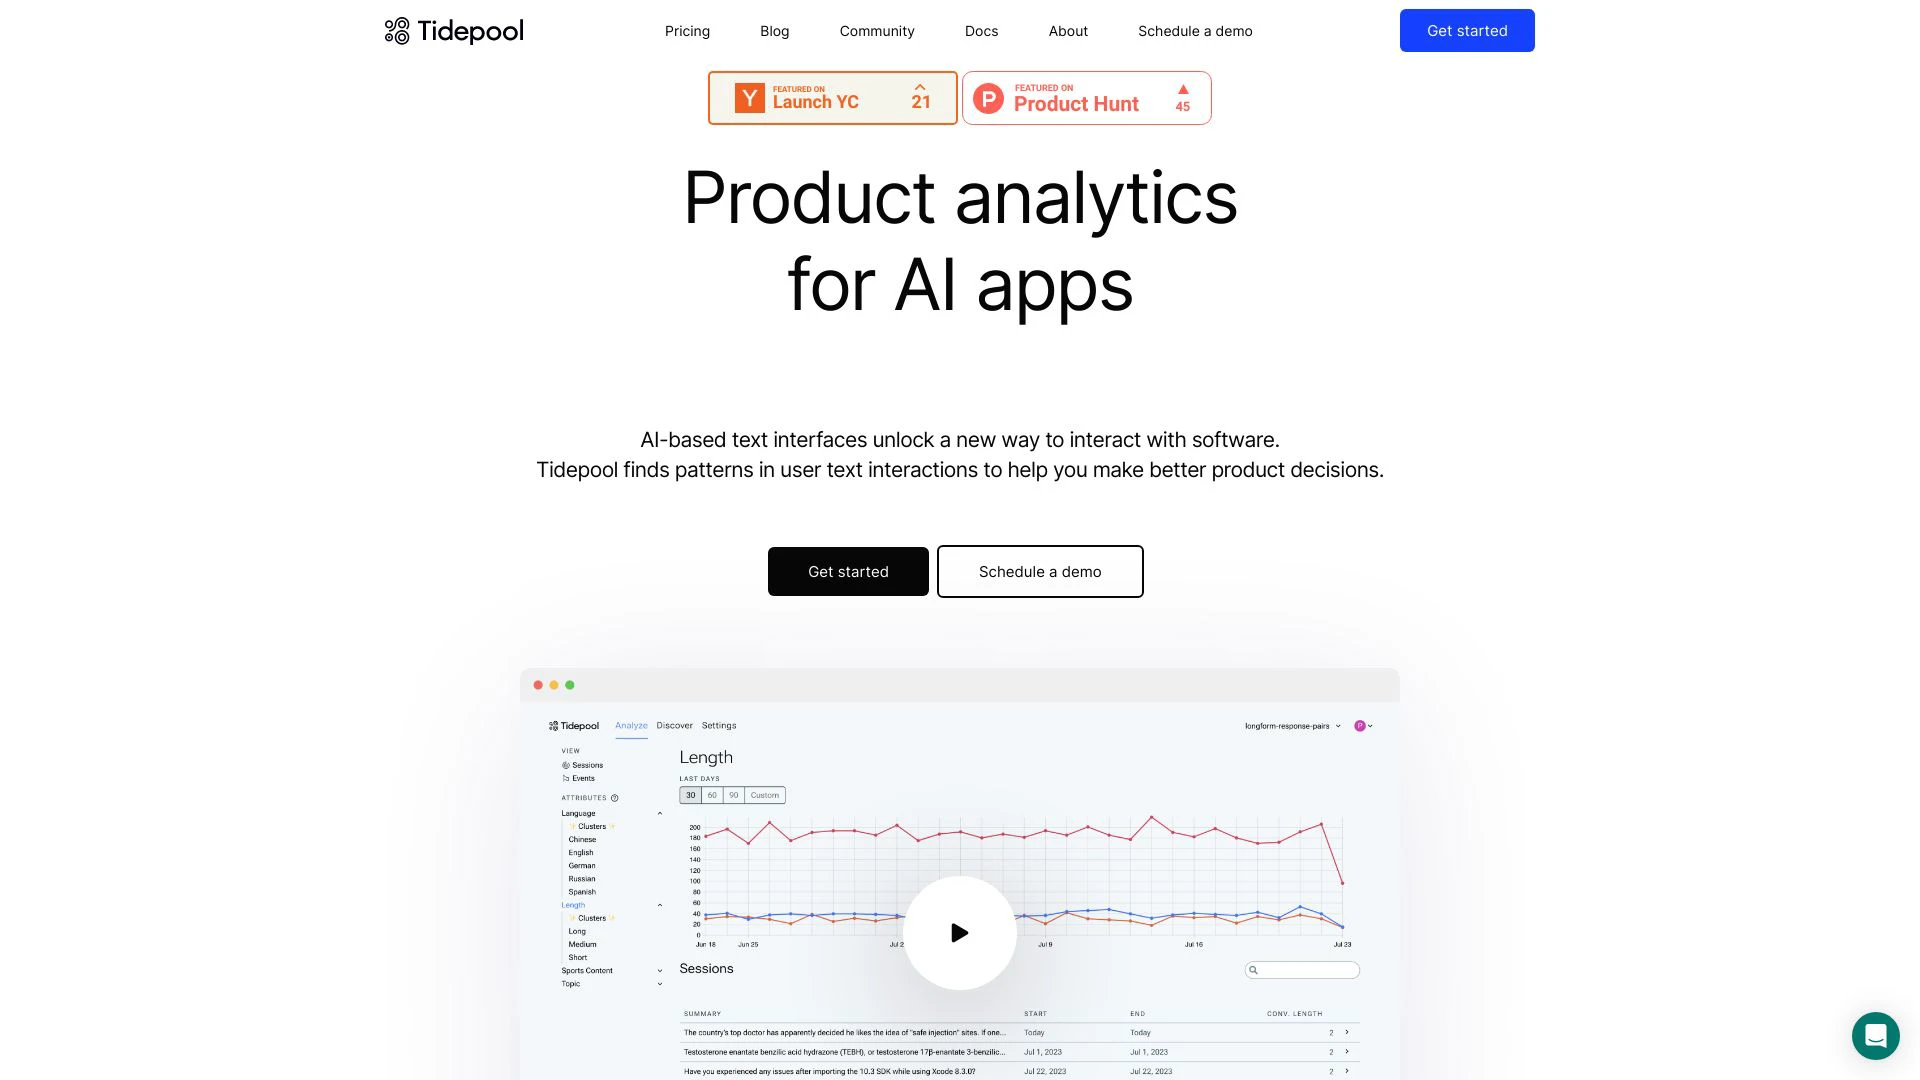 Tidepool
Pricing
Blog
Community
Docs
About
Schedule a demo
Get started
FEATURED ON
Launch YC
21
FEATURED ON
Product Hunt
45
Product analytics
for AI apps
AI-based text interfaces unlock a new way to interact with software.
Tidepool finds patterns in user text interactions to help you make better product decisions.
Get started
Schedule a demo
Tidepool
Analyze
Discover
Settings
longform-response-pairs
P
VIEW
Sessions
Events
ATTRIBUTES
Language
Clusters
Chinese
English
German
Russian
Spanish
Length
Clusters
Long
Medium
Short
Sports Content
Topic
Length
LAST DAYS
30 60 90 Custom
200
180
160
140
120
100
80
60
40
20
0
Jun 18
Jun 25
Jul 9
Jul 16
Jul 23
Sessions
SUMMARY START END CONV. LENGTH
The country's top doctor has apparently decided he likes the idea of "safe injection" sites. If one... Today Today 2
Testosterone enantate benzilic acid hydrazone (TEBH), or testosterone 17β-enantate 3-benzilic... Jul 1, 2023 Jul 1, 2023 2
Have you experienced any issues after importing the 10.3 SDK while using Xcode 8.3.0? Jul 22, 2023 Jul 22, 2023 2